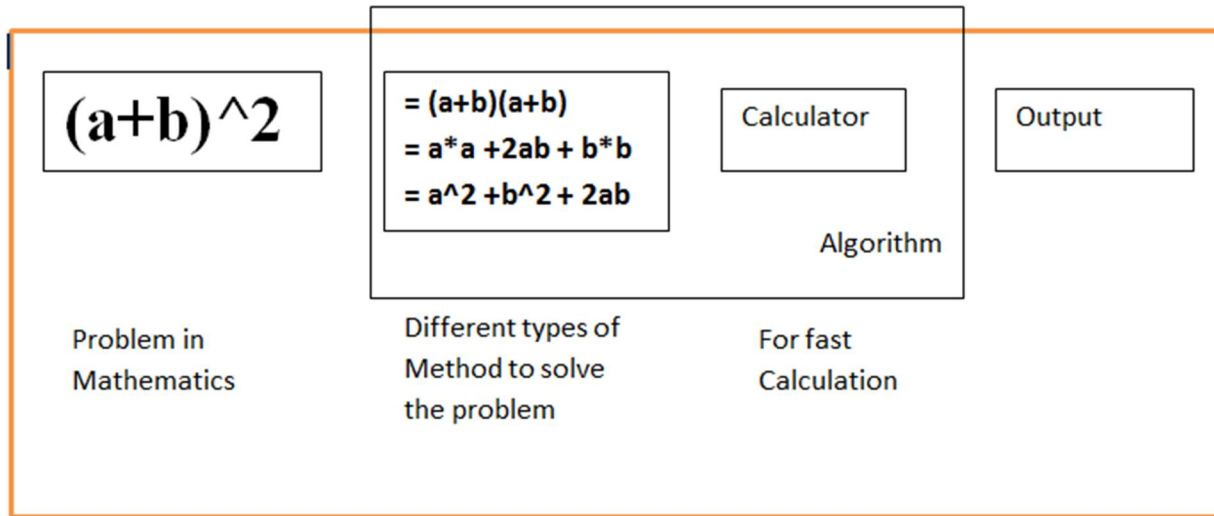 (a+b)^2
= (a+b)(a+b)
= a*a +2ab + b*b
= a^2 +b^2 + 2ab
Calculator
Output
Algorithm
Problem in
Mathematics
Different types of
Method to solve
the problem
For fast
Calculation